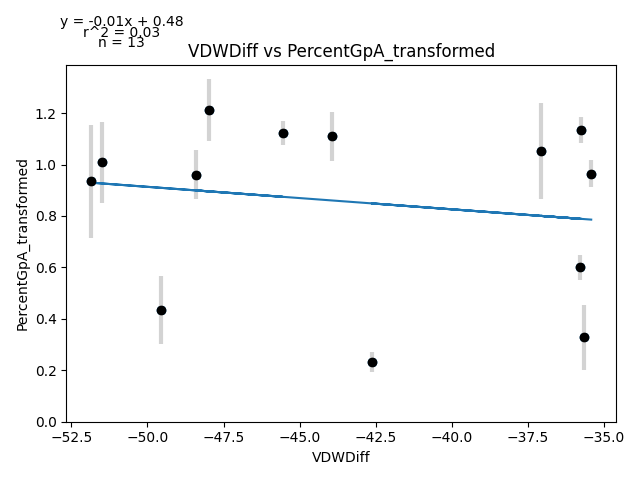 y = -0.01x + 0.48
r^2 = 0.03
n = 13
VDWDiff vs PercentGpA_transformed
PercentGpA_transformed
1.2
1.0
0.8
0.6
0.4
0.2
0.0
−52.5 −50.0 −47.5 −45.0 −42.5 −40.0 −37.5 −35.0
VDWDiff